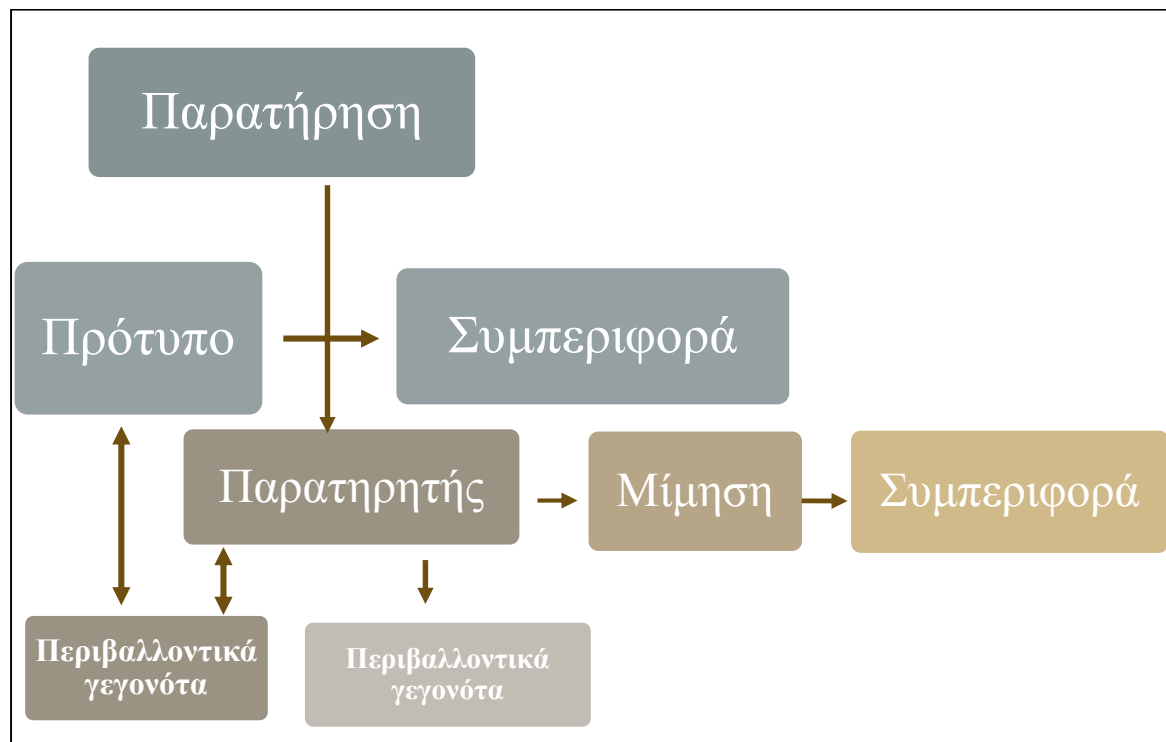 Παρατήρηση
Πρότυπο
Συμπεριφορά
Παρατηρητής
Μίμηση
Συμπεριφορά
Περιβαλλοντικά
γεγονότα
Περιβαλλοντικά
γεγονότα